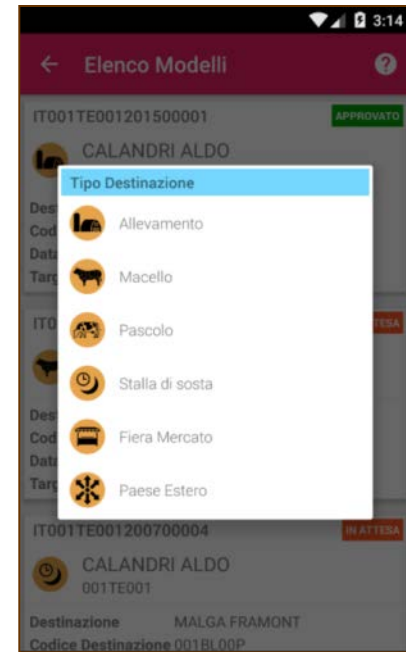 3:14
Elenco Modelli
IT001TE001201500001 APPROVATO
CALANDRI ALDO
Tipo Destinazione
Allevamento
Macello
Pascolo
Stalla di sosta
Fiera Mercato
Paese Estero
IT001TE001200700004 IN ATTESA
CALANDRI ALDO
001TE001
Destinazione MALGA FRAMONT
Codice Destinazione 001BL00P